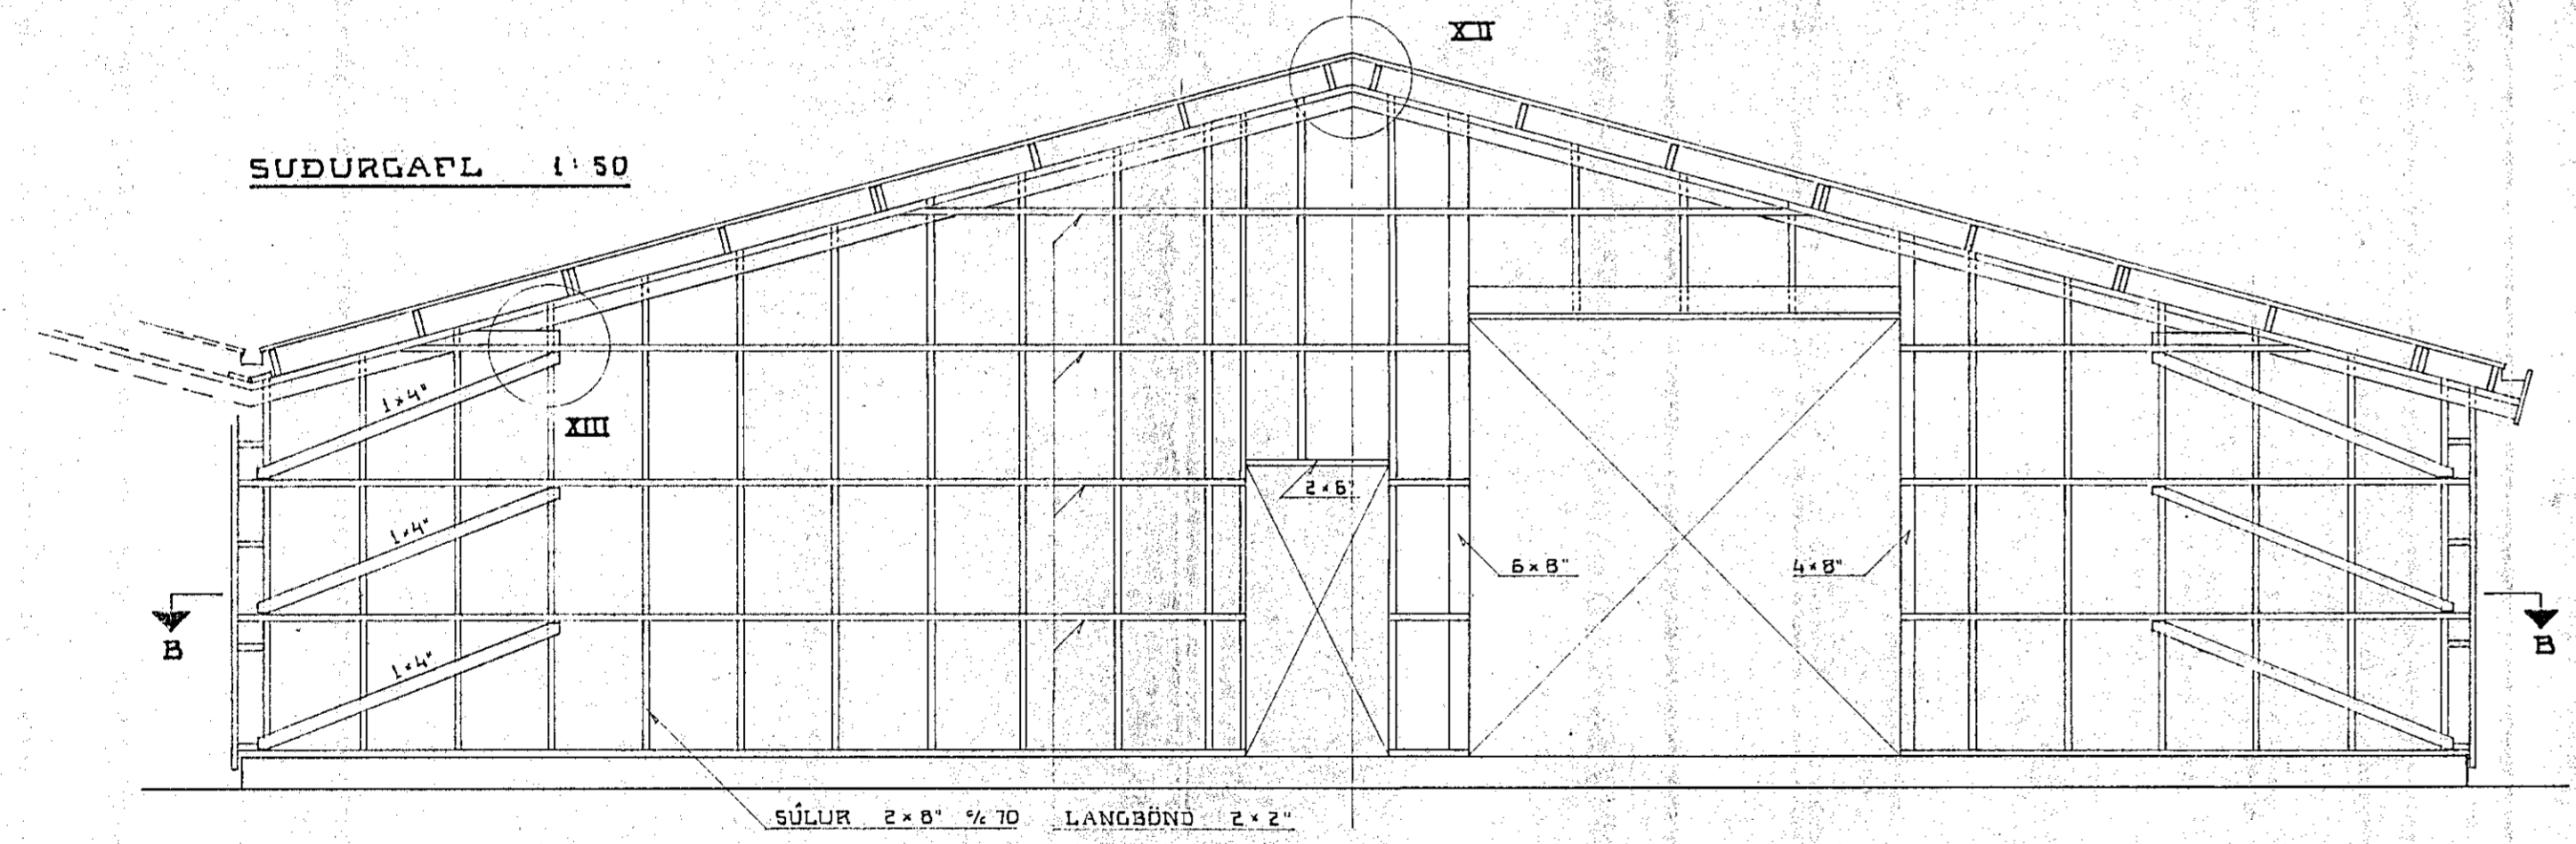 XII
SUÐURGAFL 1:50
1×4"
XIII
2×6"
1×4"
6×8"
4×8"
B
B
1×4"
SÚLUR 2×8" c/c 70
LANGBÖND 2×2"